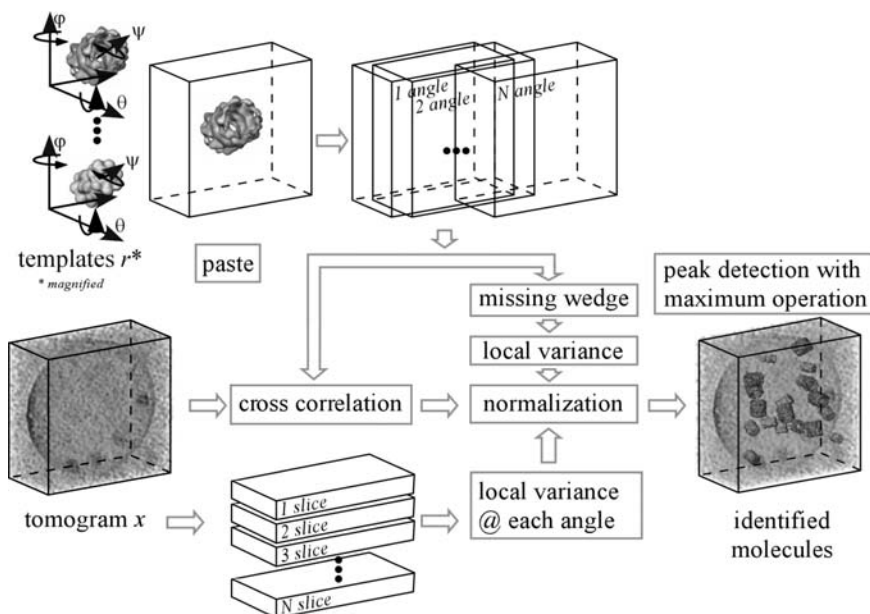 φ
ψ
θ
φ
ψ
θ
templates r*
* magnified
1 angle
2 angle
N angle
paste
missing wedge
peak detection with
maximum operation
local variance
cross correlation
normalization
tomogram x
1 slice
2 slice
3 slice
N slice
local variance
@ each angle
identified
molecules